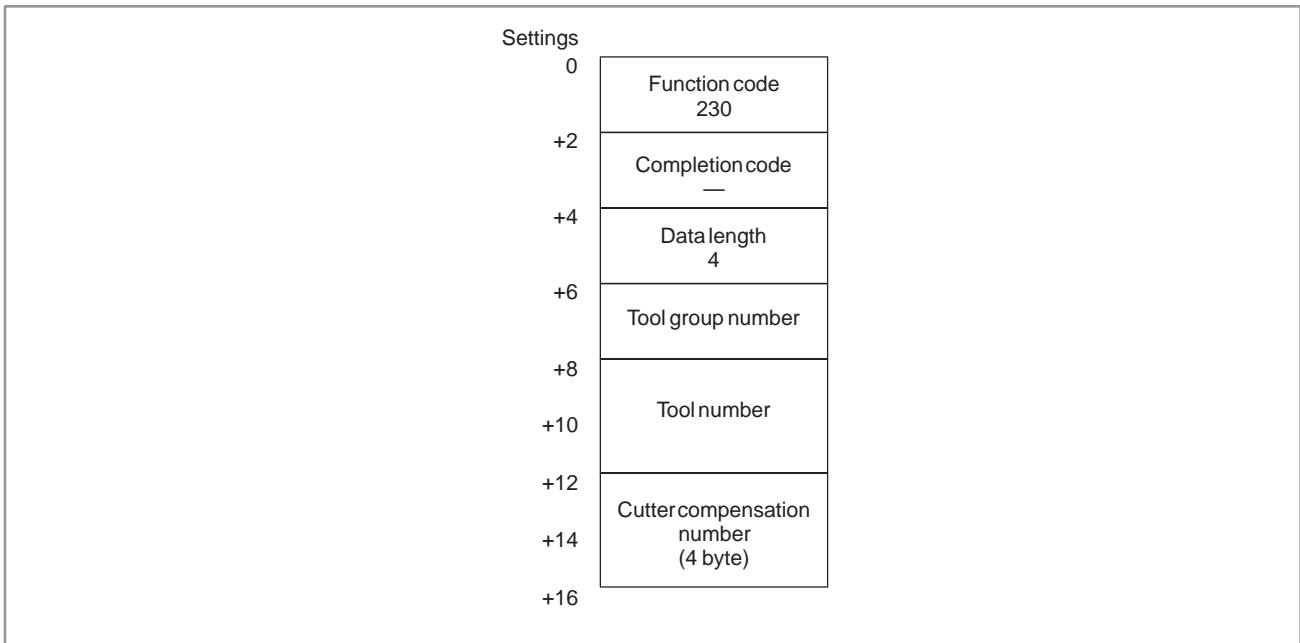 Settings
0
Function code
230
+2
Completion code
—
+4
Data length
4
+6
Tool group number
+8
Tool number
+10
+12
Cutter compensation
number
+14
(4 byte)
+16